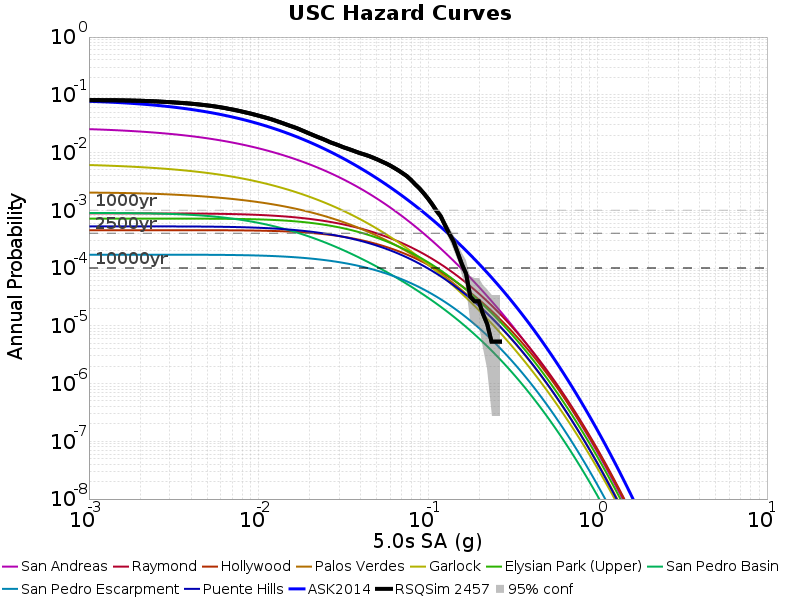 USC Hazard Curves
Annual Probability
10^0
10^-1
10^-2
10^-3
10^-4
10^-5
10^-6
10^-7
10^-8
1000yr
2500yr
10000yr
10^-3 10^-2 10^-1 10^0 10^1
5.0s SA (g)
San Andreas Raymond Hollywood Palos Verdes Garlock Elysian Park (Upper) San Pedro Basin
San Pedro Escarpment Puente Hills ASK2014 RSQSim 2457 95% conf